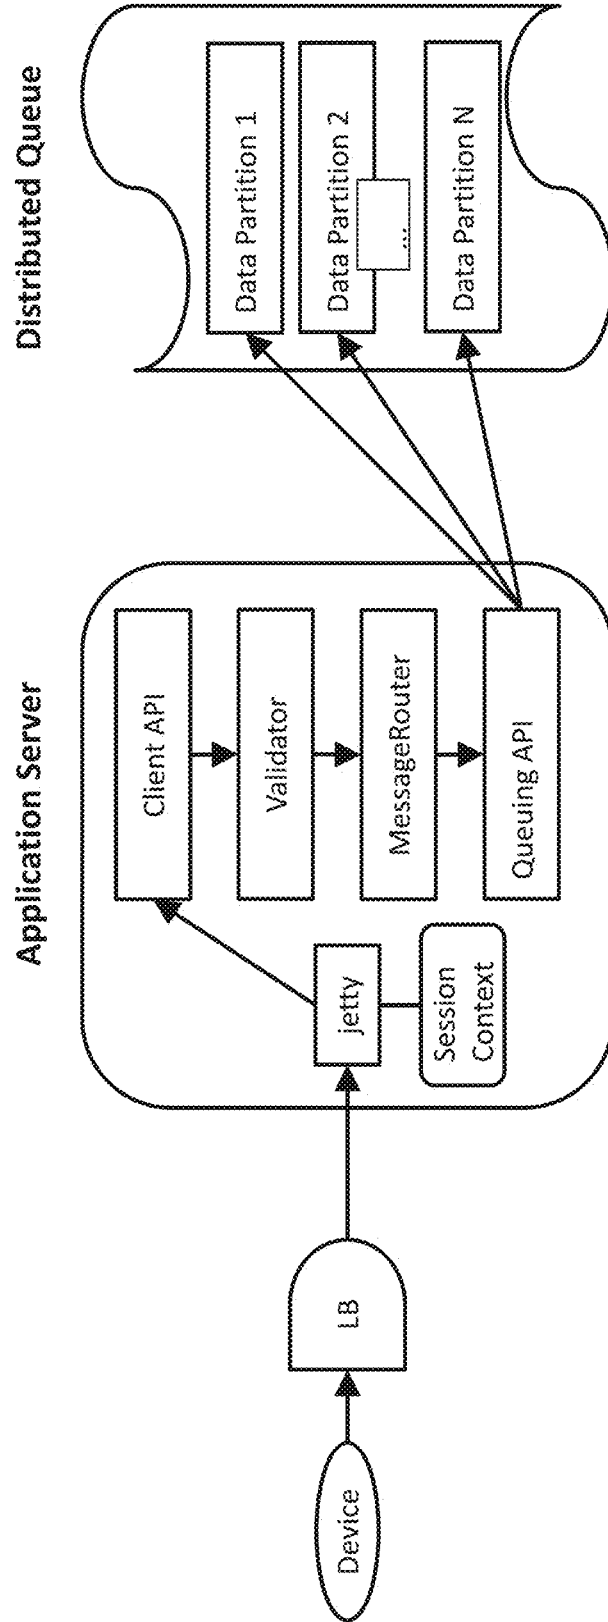 Distributed Queue
Data Partition 1
Data Partition 2
...
Data Partition N
Application Server
Client API
Validator
MessageRouter
Queuing API
jetty
Session
Context
LB
Device